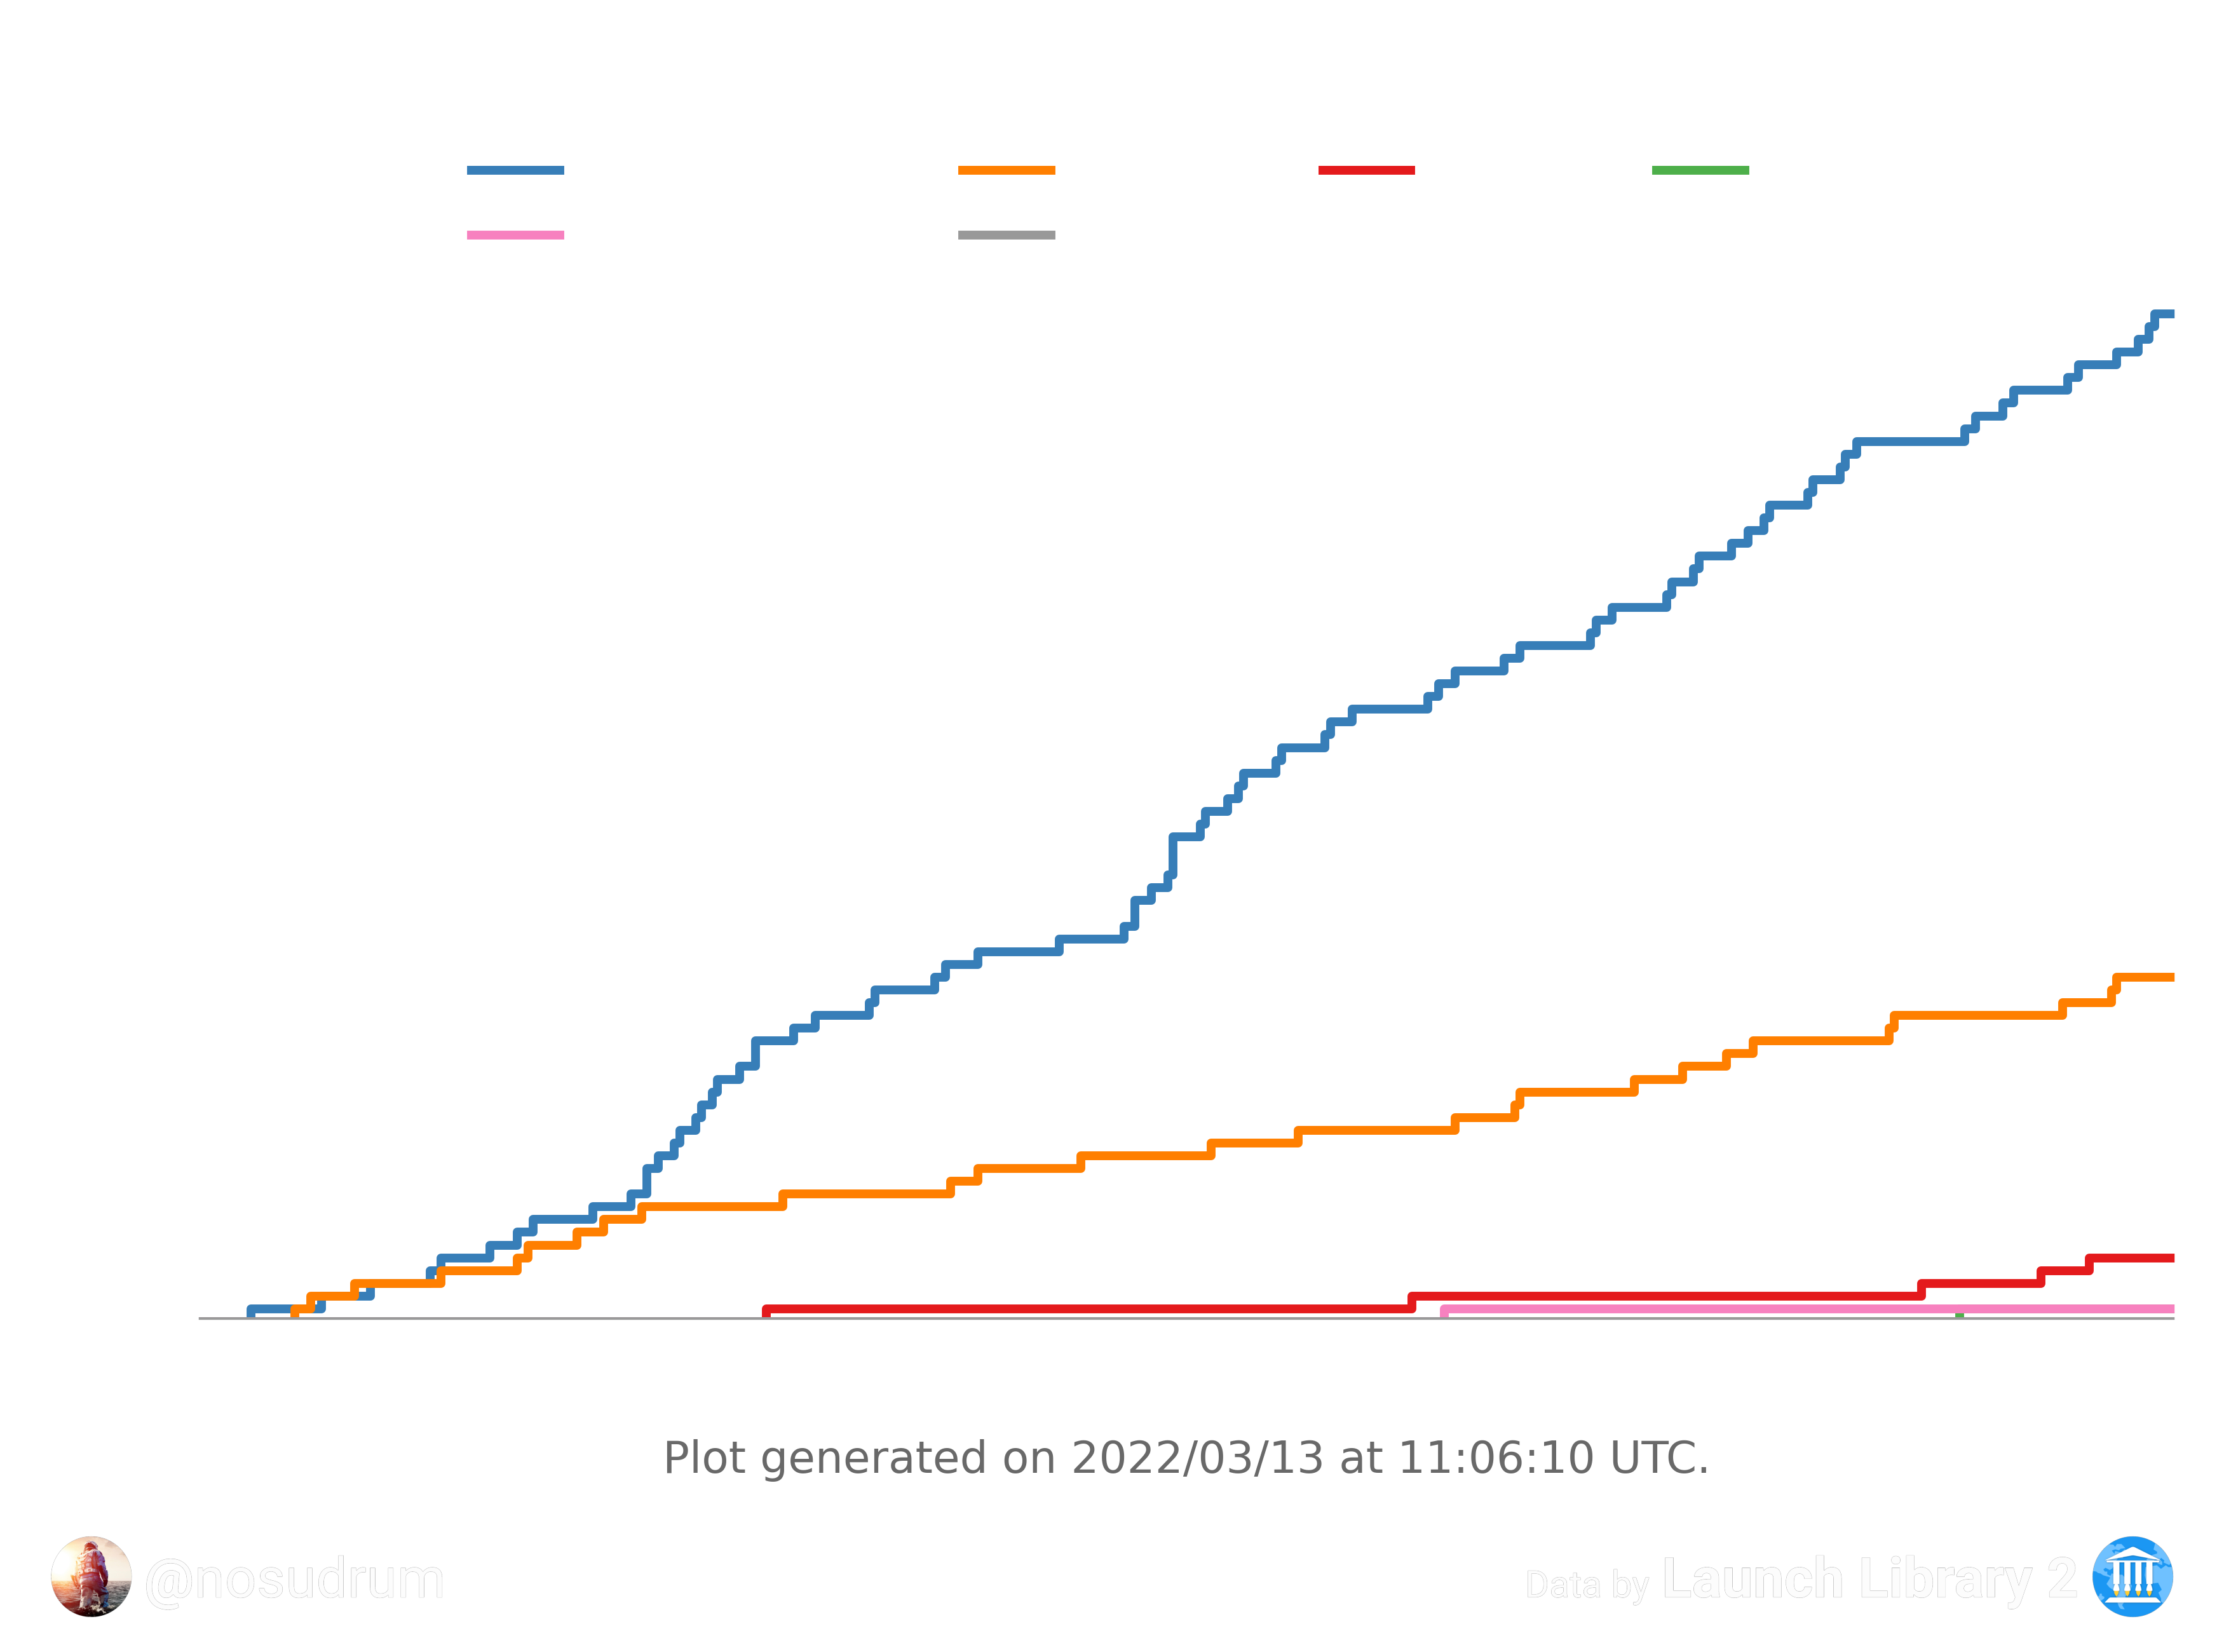 Plot generated on 2022/03/13 at 11:06:10 UTC.
@nosudrum
Data by Launch Library 2